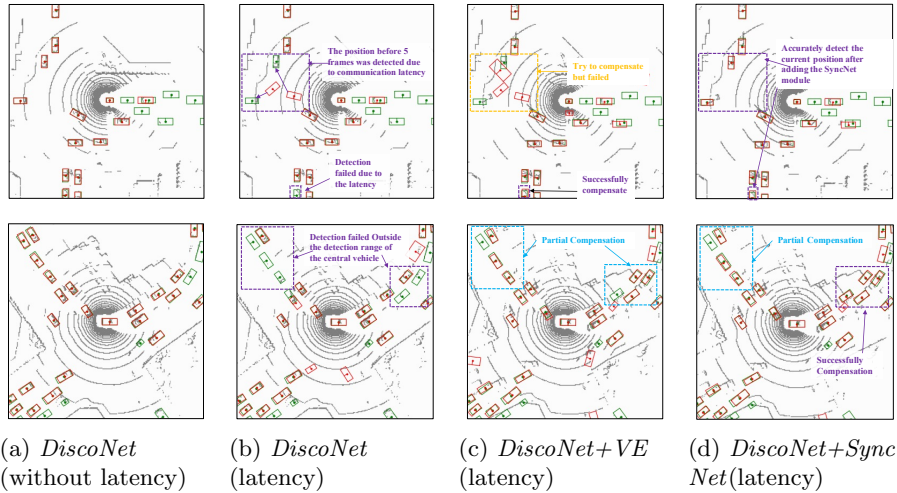 The position before 5
frames was detected due
to communication latency
Detection
failed due to
the latency
Try to compensate
but failed
Successfully
compensate
Accurately detect the
current position after
adding the SyncNet
module
Detection failed Outside
the detection range of
the central vehicle
Partial Compensation
Partial Compensation
Successfully
Compensation
(a) DiscoNet
(without latency)
(b) DiscoNet
(latency)
(c) DiscoNet+VE
(latency)
(d) DiscoNet+Sync
Net(latency)